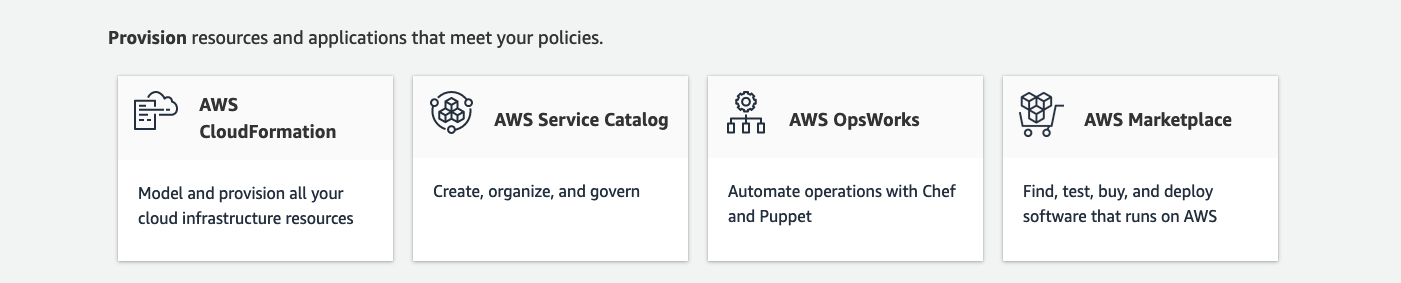 Provision resources and applications that meet your policies.
AWS
CloudFormation
Model and provision all your
cloud infrastructure resources
AWS Service Catalog
Create, organize, and govern
AWS OpsWorks
Automate operations with Chef
and Puppet
AWS Marketplace
Find, test, buy, and deploy
software that runs on AWS